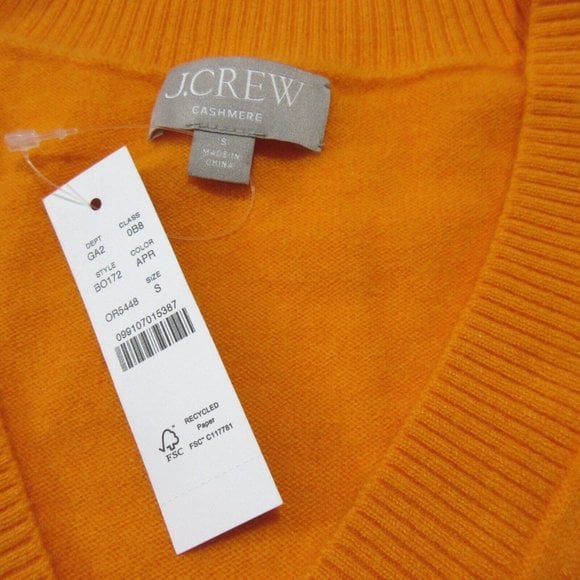 J.CREW
CASHMERE
S
MADE IN
CHINA
DEPT CLASS
GA2 0B8
STYLE COLOR SIZE
BO172 APR S
OR5448
099107015387
RECYCLED
Paper
FSC® C117781
FSC